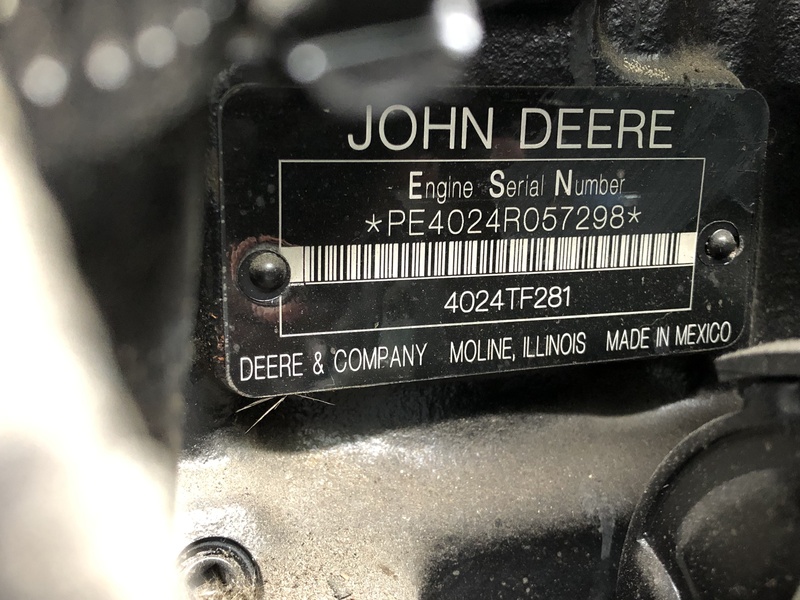 JOHN DEERE
Engine Serial Number
*PE4024R057298*
4024TF281
DEERE & COMPANY MOLINE, ILLINOIS MADE IN MEXICO